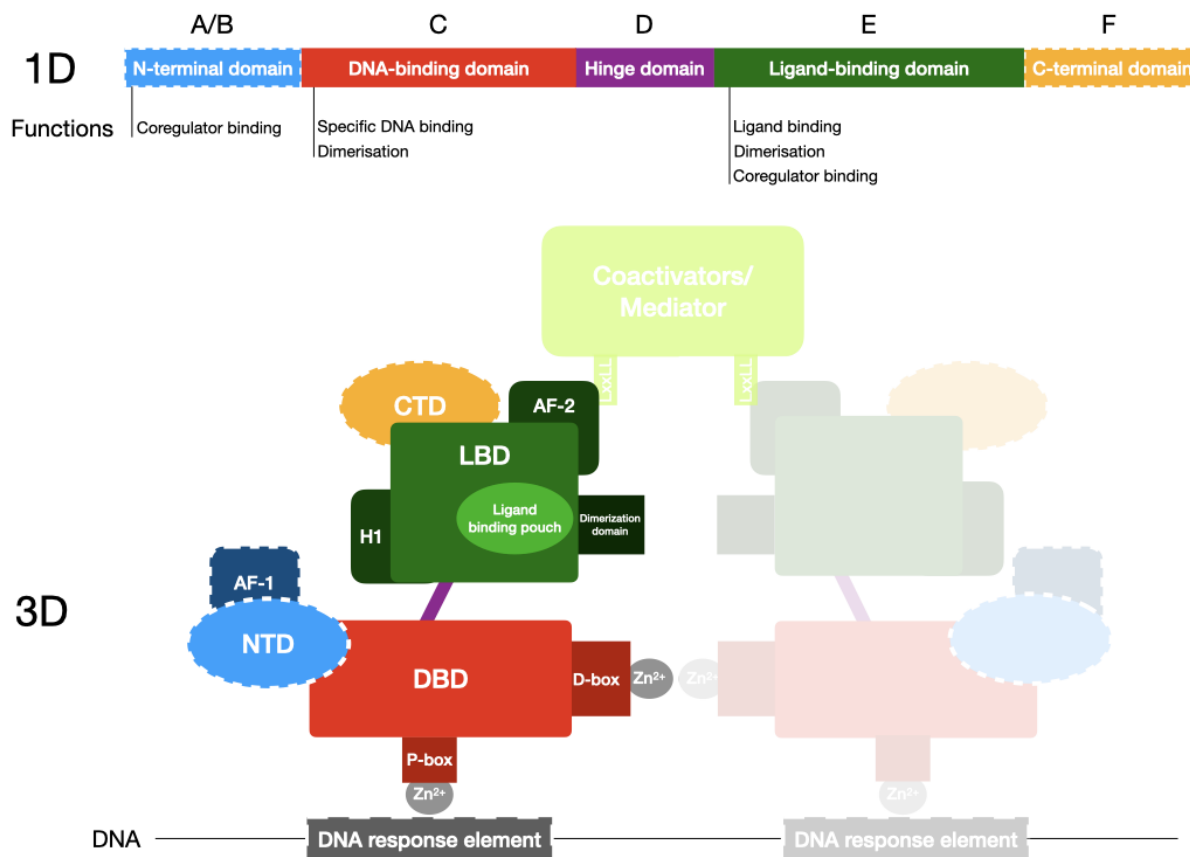 A/B C D E F
1D N-terminal domain DNA-binding domain Hinge domain Ligand-binding domain C-terminal domain
Functions Coregulator binding
Specific DNA binding
Dimerisation
Ligand binding
Dimerisation
Coregulator binding
Coactivators/
Mediator
LxxLL LxxLL
CTD AF-2
LBD
Ligand
binding pouch
Dimerization
domain
H1
AF-1
3D
NTD
DBD D-box Zn²⁺ Zn²⁺
P-box
Zn²⁺ Zn²⁺
DNA DNA response element DNA response element